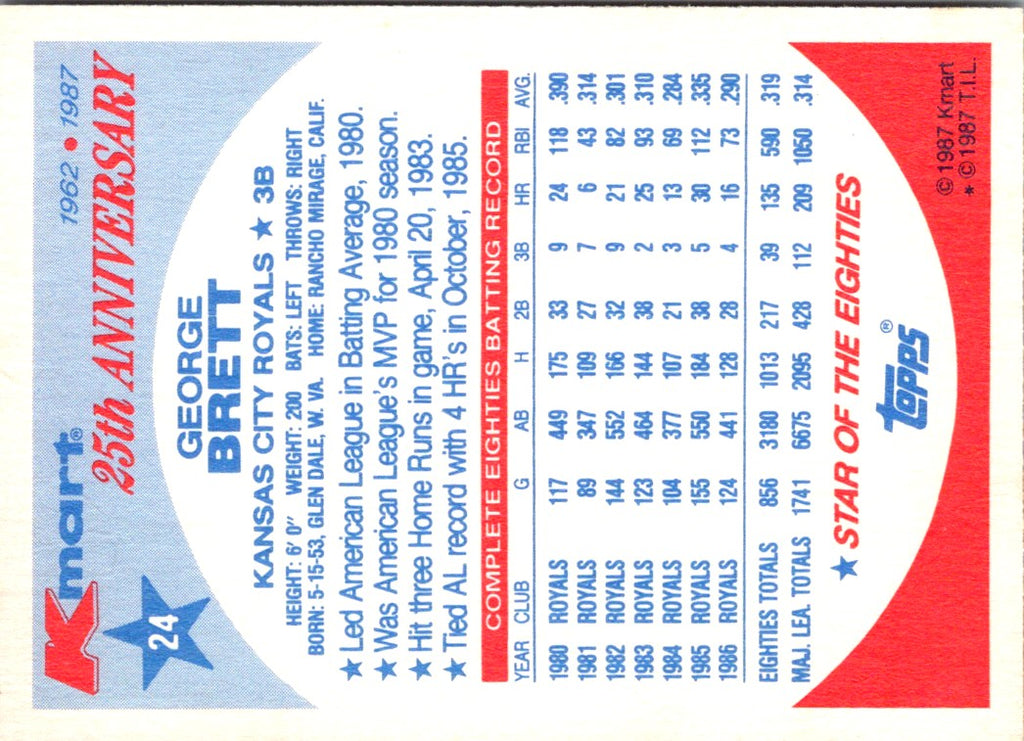 Kmart®
1962 • 1987
25th ANNIVERSARY
24
GEORGE
BRETT
KANSAS CITY ROYALS ★ 3B
HEIGHT: 6' 0" WEIGHT: 200 BATS: LEFT THROWS: RIGHT
BORN: 5-15-53, GLEN DALE, W. VA. HOME: RANCHO MIRAGE, CALIF.
★ Led American League in Batting Average, 1980.
★ Was American League's MVP for 1980 season.
★ Hit three Home Runs in game, April 20, 1983.
★ Tied AL record with 4 HR's in October, 1985.
COMPLETE EIGHTIES BATTING RECORD
YEAR CLUB G AB H 2B 3B HR RBI AVG.
1980 ROYALS 117 449 175 33 9 24 118 .390
1981 ROYALS 89 347 109 27 7 6 43 .314
1982 ROYALS 144 552 166 32 9 21 82 .301
1983 ROYALS 123 464 144 38 2 25 93 .310
1984 ROYALS 104 377 107 21 3 13 69 .284
1985 ROYALS 155 550 184 38 5 30 112 .335
1986 ROYALS 124 441 128 28 4 16 73 .290
EIGHTIES TOTALS 856 3180 1013 217 39 135 590 .319
MAJ. LEA. TOTALS 1741 6675 2095 428 112 209 1050 .314
★ STAR OF THE EIGHTIES
TOPPS®
© 1987 Kmart
★ © 1987 T.I.L.